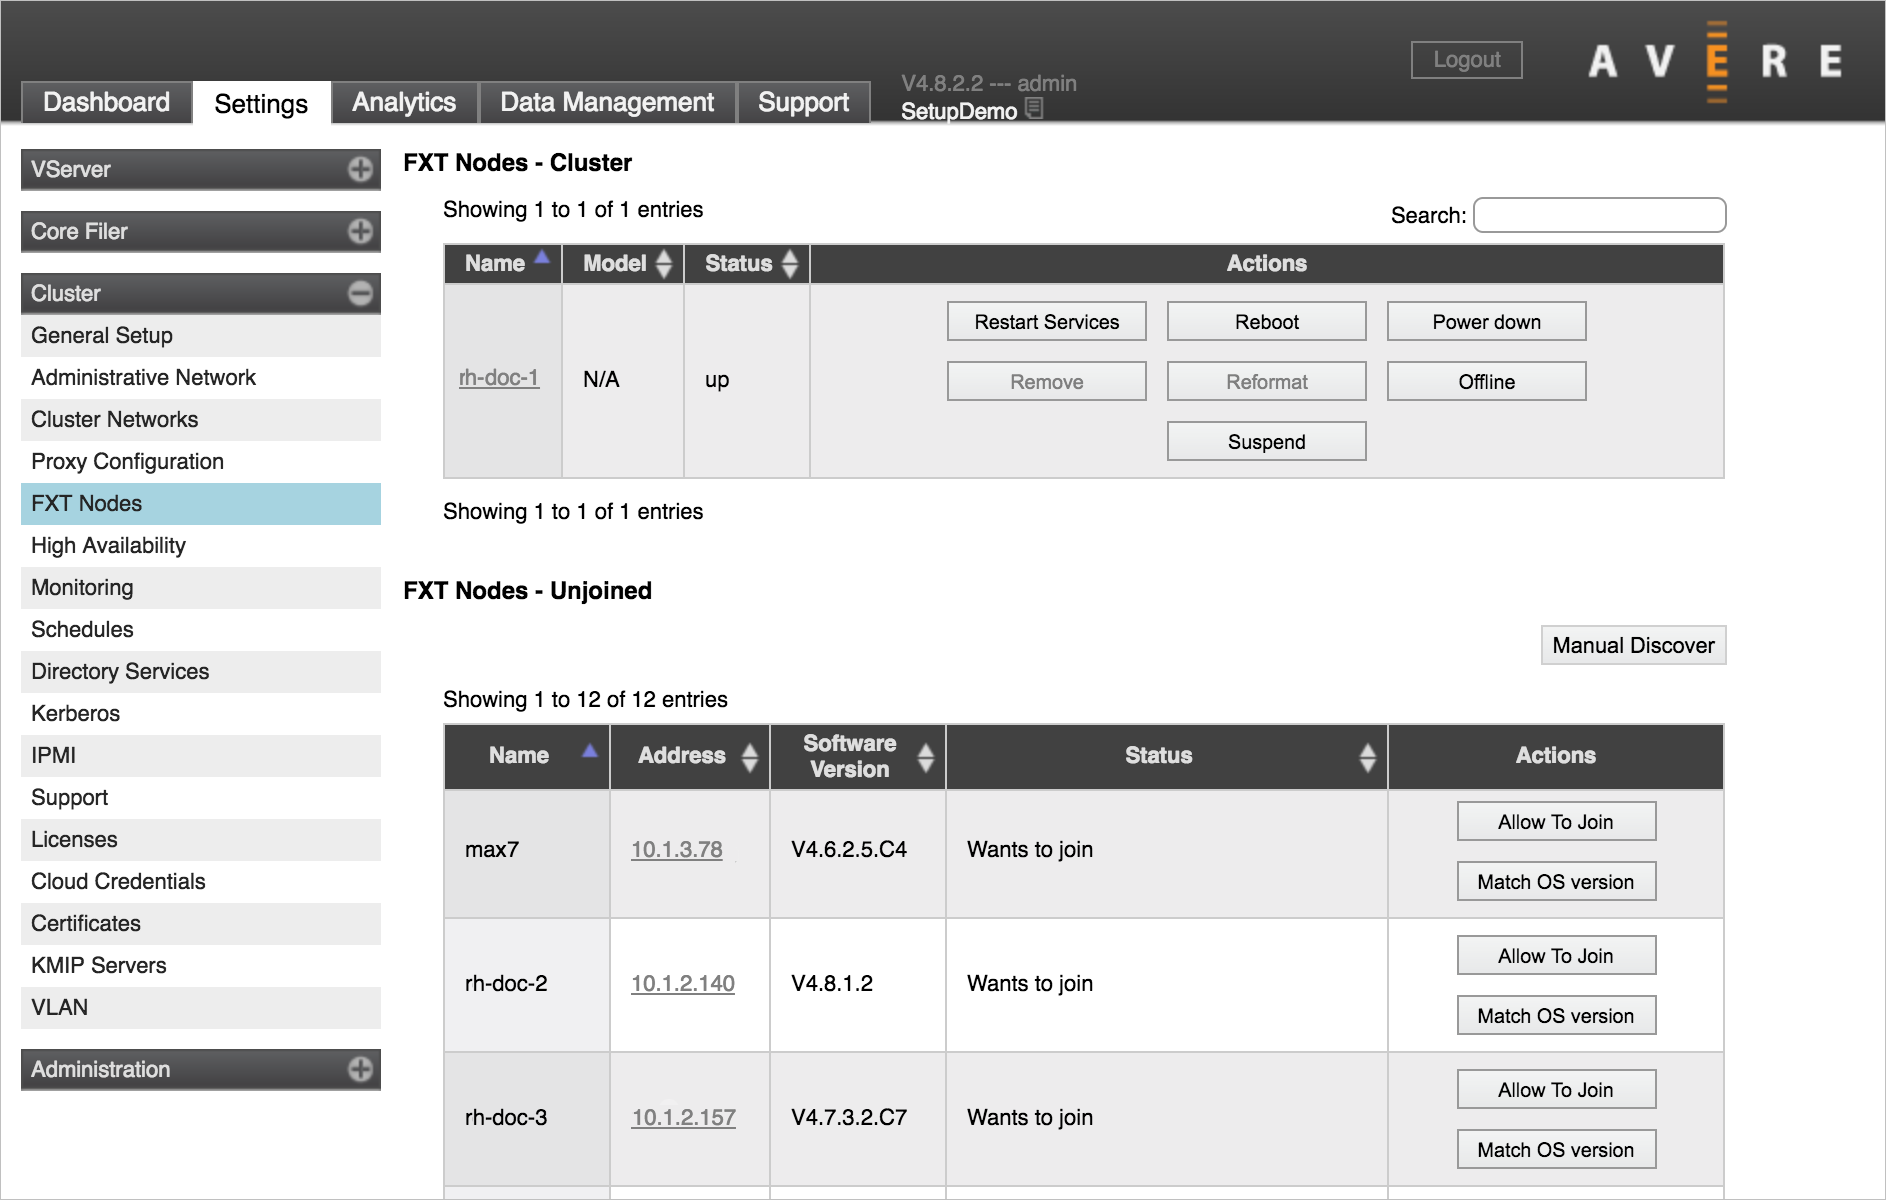 Logout
A V E R E
V4.8.2.2 --- admin
Dashboard Settings Analytics Data Management Support
SetupDemo
VServer
Core Filer
Cluster
General Setup
Administrative Network
Cluster Networks
Proxy Configuration
FXT Nodes
High Availability
Monitoring
Schedules
Directory Services
Kerberos
IPMI
Support
Licenses
Cloud Credentials
Certificates
KMIP Servers
VLAN
Administration
FXT Nodes - Cluster
Showing 1 to 1 of 1 entries
Search:
Name Model Status Actions
Restart Services Reboot Power down
rh-doc-1 N/A up
Remove Reformat Offline
Suspend
Showing 1 to 1 of 1 entries
FXT Nodes - Unjoined
Manual Discover
Showing 1 to 12 of 12 entries
Name Address Software Version Status Actions
max7 10.1.3.78 V4.6.2.5.C4 Wants to join
Allow To Join
Match OS version
rh-doc-2 10.1.2.140 V4.8.1.2 Wants to join
Allow To Join
Match OS version
rh-doc-3 10.1.2.157 V4.7.3.2.C7 Wants to join
Allow To Join
Match OS version